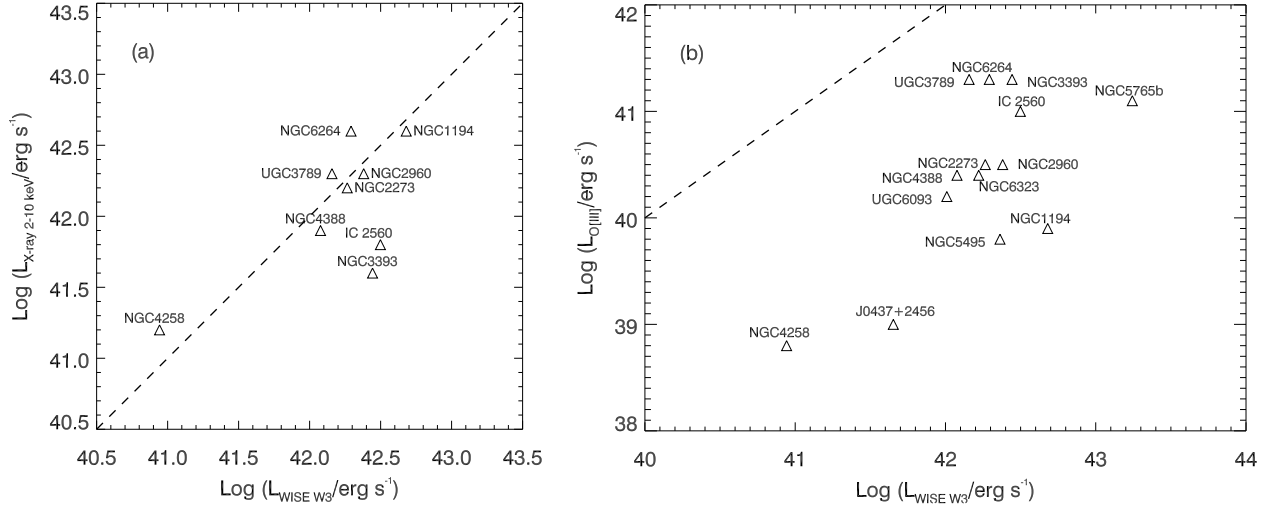 (a)
43.5
43.0
42.5
42.0
41.5
41.0
40.5
Log (L_X-ray 2-10 keV/erg s⁻¹)
NGC6264
NGC1194
UGC3789
NGC2960
NGC2273
NGC4388
IC 2560
NGC3393
NGC4258
40.5 41.0 41.5 42.0 42.5 43.0 43.5
Log (L_WISE W3/erg s⁻¹)
(b)
42
41
40
39
38
Log (L_O[III]/erg s⁻¹)
NGC6264
UGC3789
NGC3393
NGC5765b
IC 2560
NGC2273
NGC2960
NGC4388
NGC6323
UGC6093
NGC1194
NGC5495
J0437+2456
NGC4258
40 41 42 43 44
Log (L_WISE W3/erg s⁻¹)